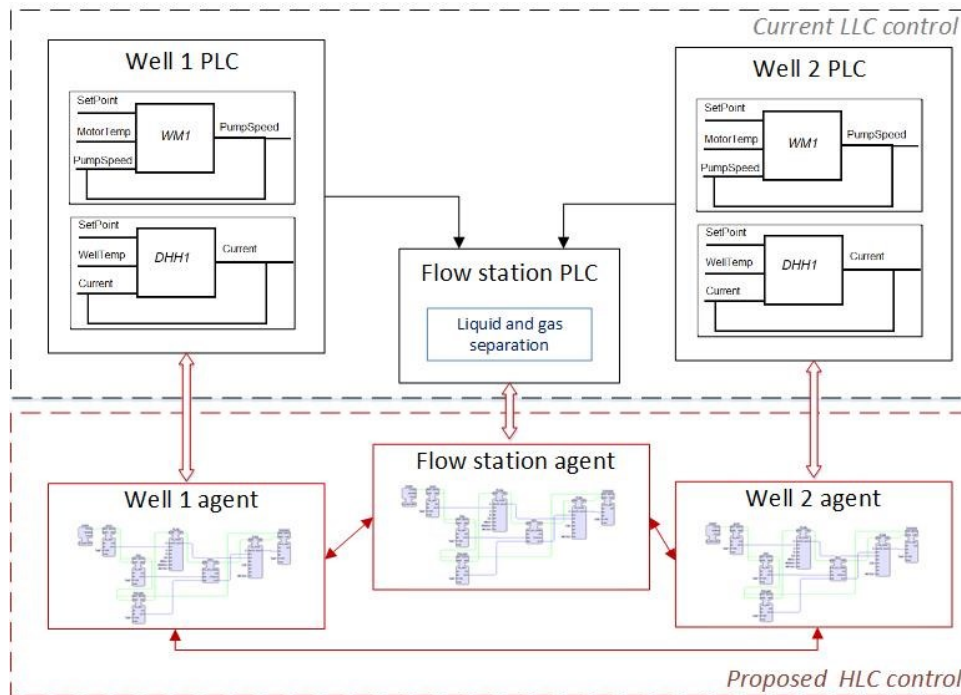 Current LLC control
Well 1 PLC
SetPoint
MotorTemp
PumpSpeed
WM1
PumpSpeed
SetPoint
WellTemp
Current
DHH1
Current
Well 2 PLC
SetPoint
MotorTemp
PumpSpeed
WM1
PumpSpeed
SetPoint
WellTemp
Current
DHH1
Current
Flow station PLC
Liquid and gas
separation
Flow station agent
Well 1 agent
Well 2 agent
Proposed HLC control